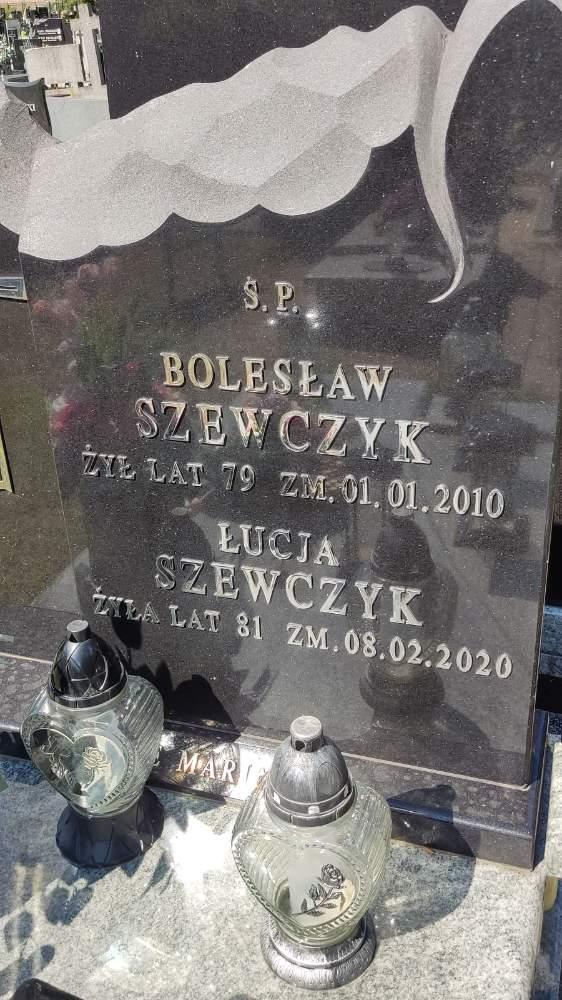 Ś.P.
BOLESŁAW
SZEWCZYK
ŻYŁ LAT 79 ZM. 01.01.2010
ŁUCJA
SZEWCZYK
ŻYŁA LAT 81 ZM. 08.02.2020